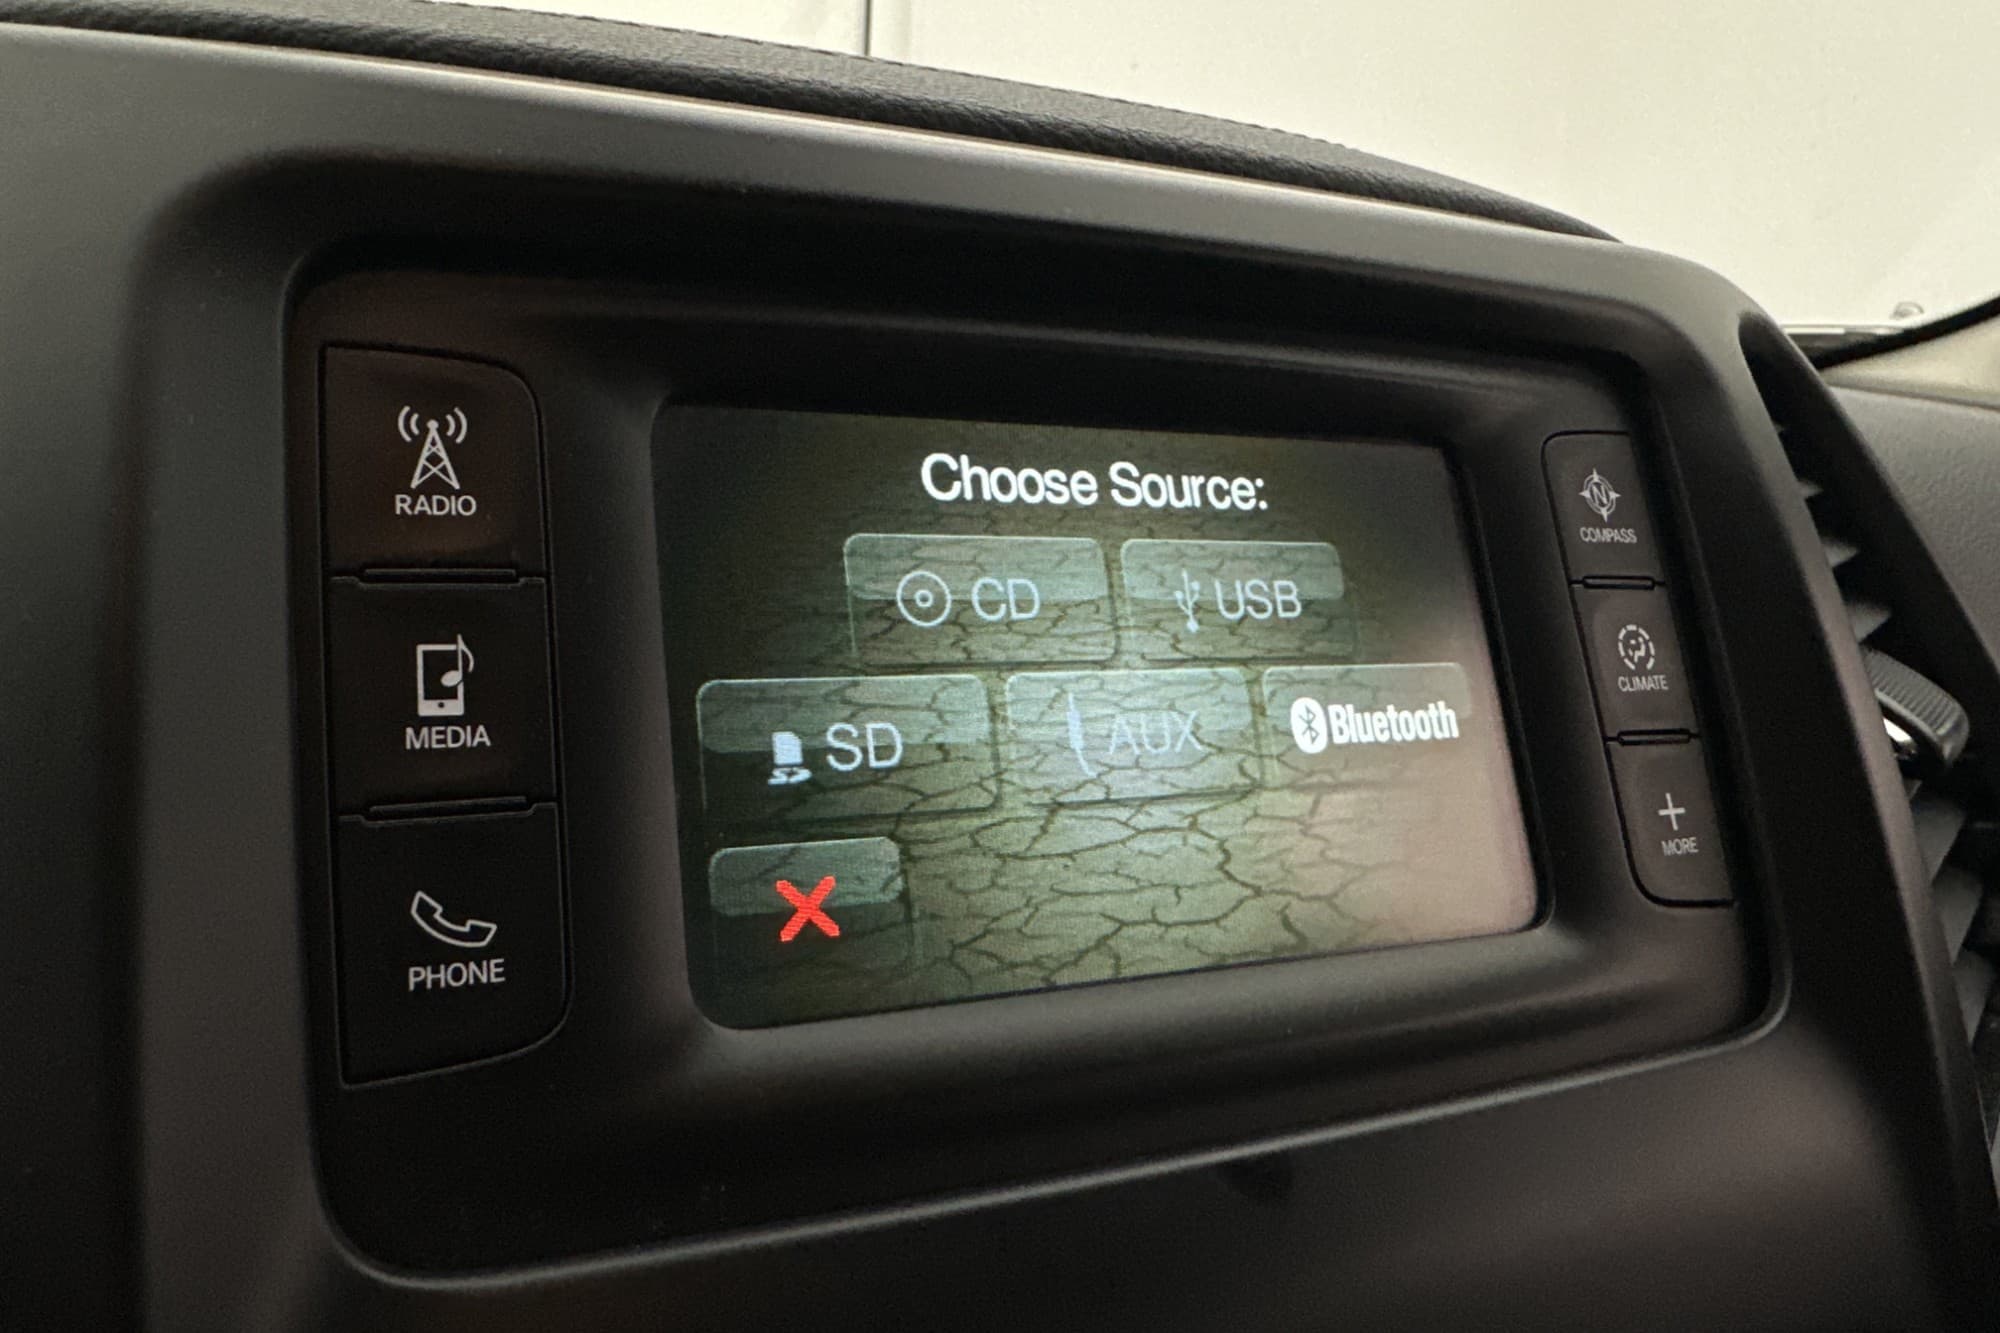 RADIO
MEDIA
PHONE
Choose Source:
CD
USB
SD
AUX
Bluetooth
N
COMPASS
CLIMATE
MORE